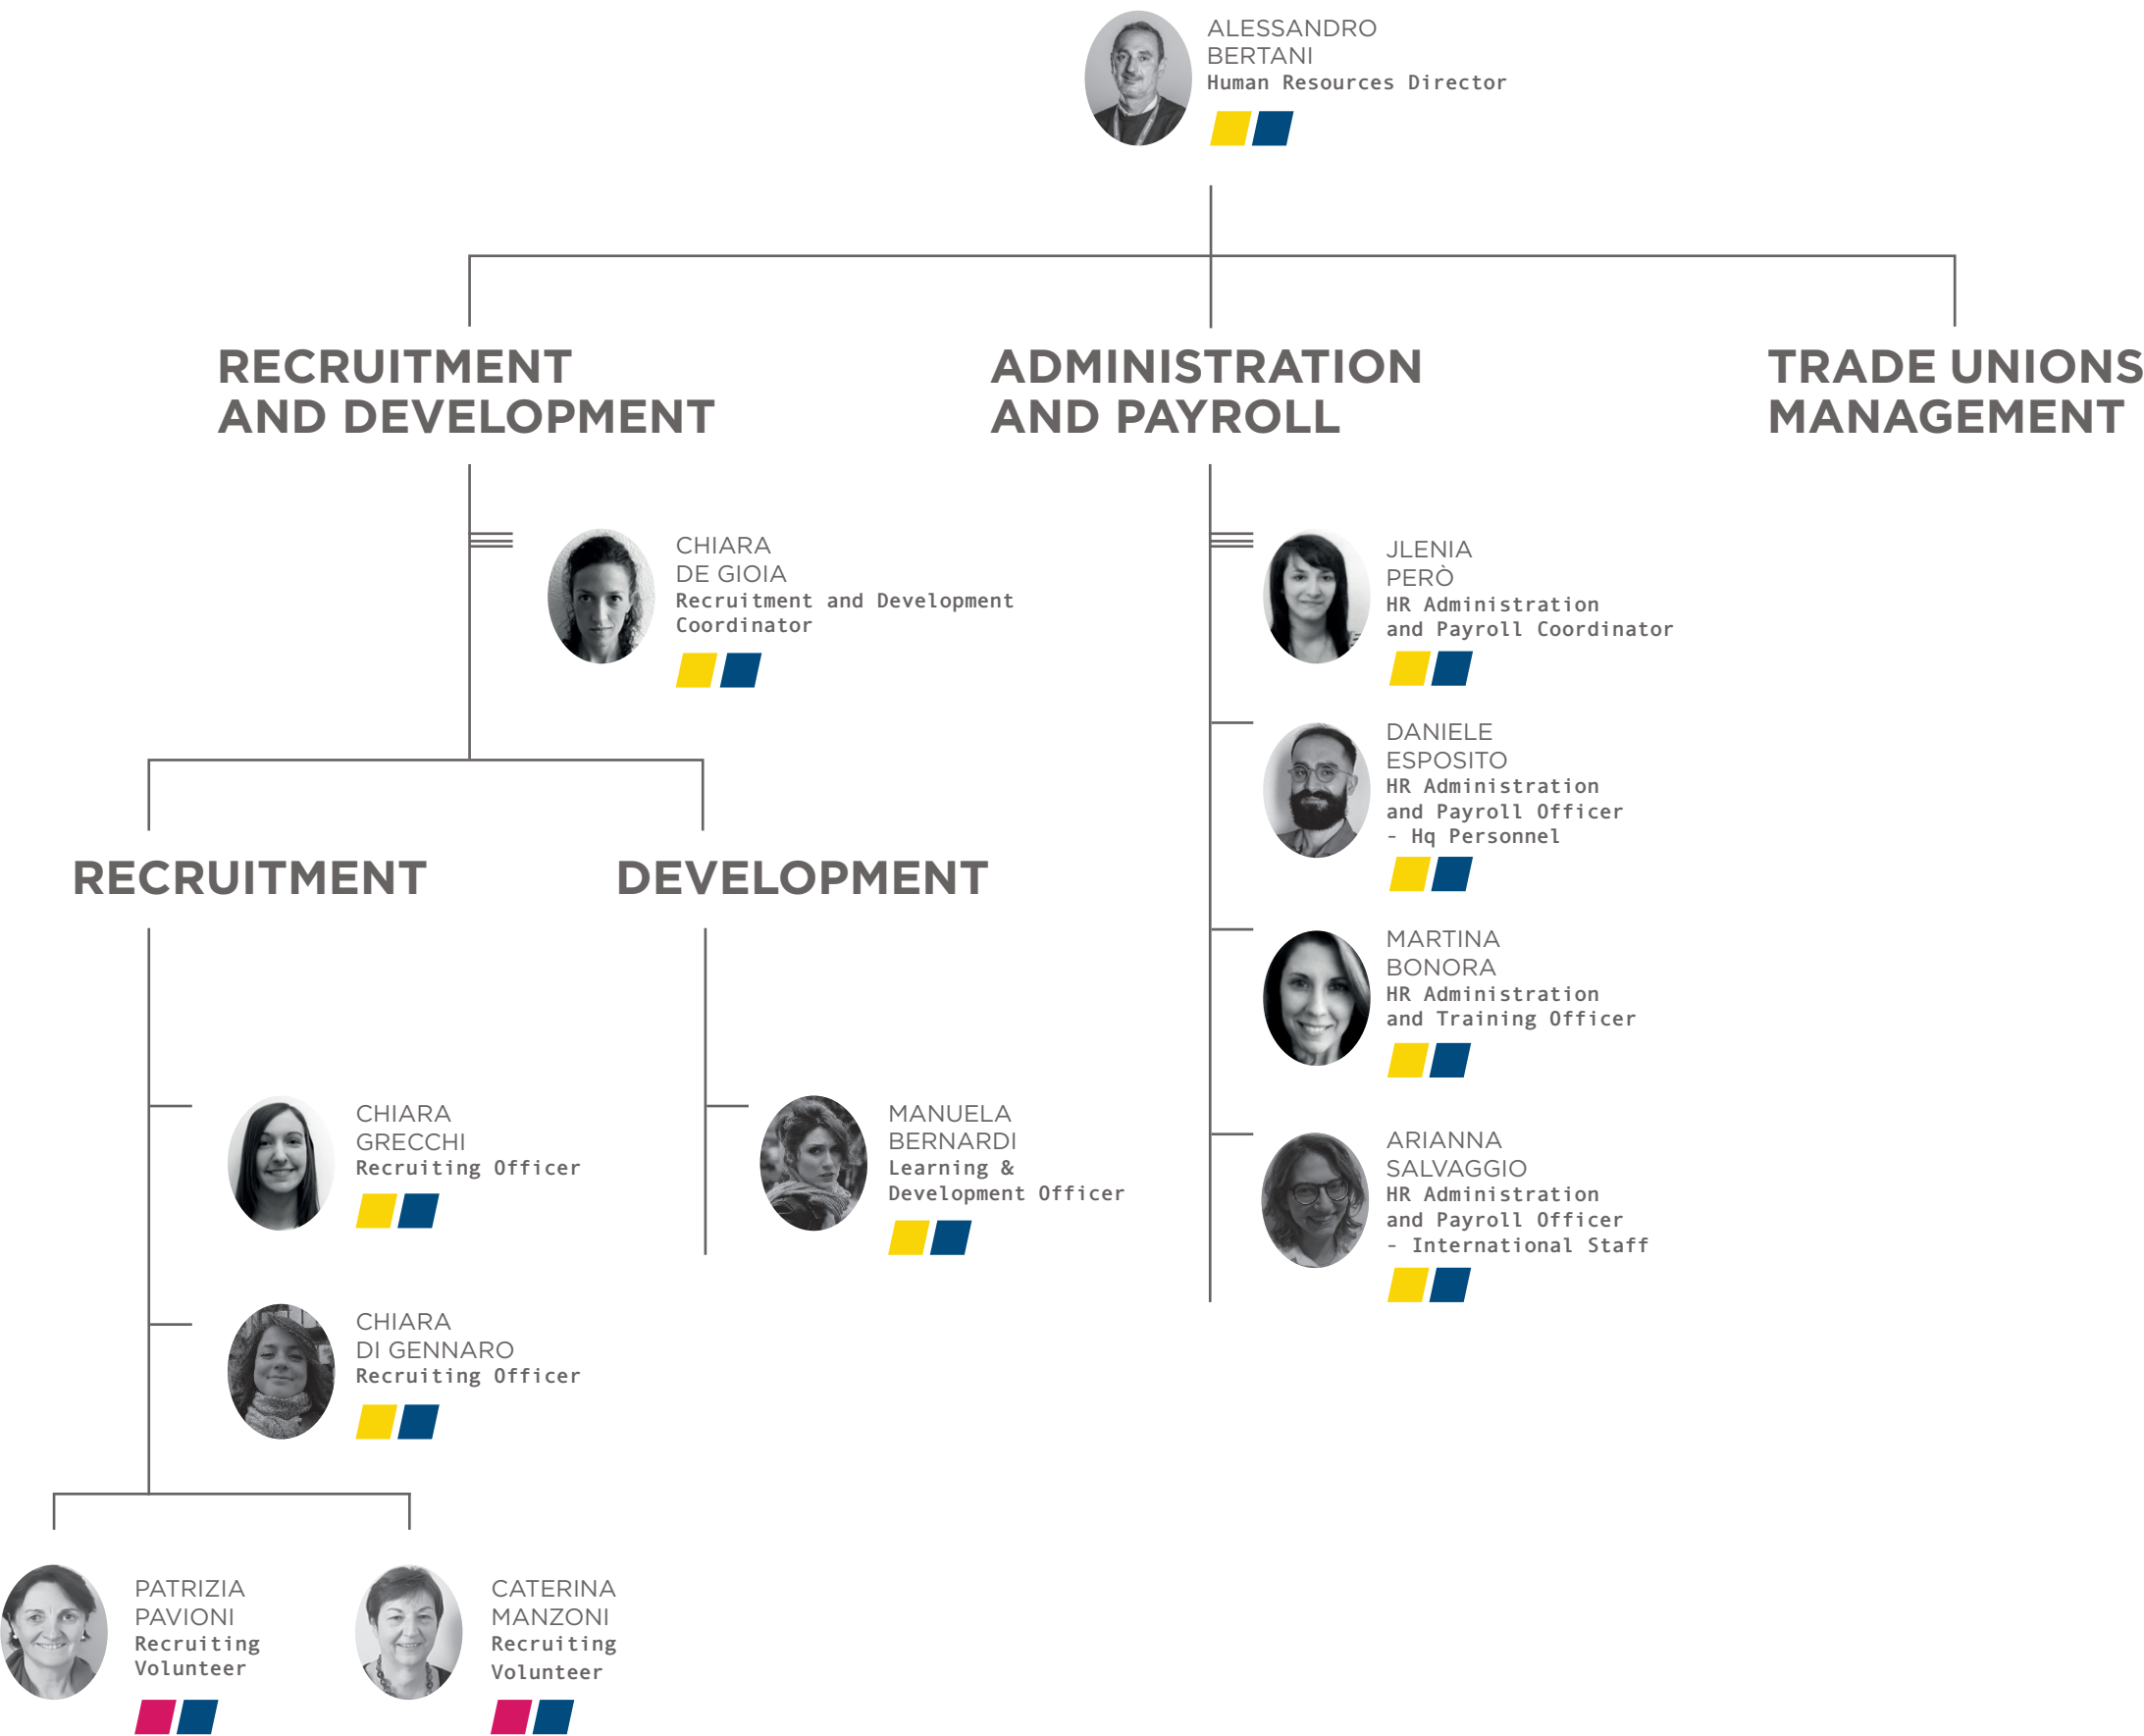 ALESSANDRO
BERTANI
Human Resources Director
RECRUITMENT
AND DEVELOPMENT
ADMINISTRATION
AND PAYROLL
TRADE UNIONS
MANAGEMENT
CHIARA
DE GIOIA
Recruitment and Development
Coordinator
JLENIA
PERÒ
HR Administration
and Payroll Coordinator
DANIELE
ESPOSITO
HR Administration
and Payroll Officer
- Hq Personnel
RECRUITMENT
DEVELOPMENT
MARTINA
BONORA
HR Administration
and Training Officer
CHIARA
GRECCHI
Recruiting Officer
MANUELA
BERNARDI
Learning &
Development Officer
ARIANNA
SALVAGGIO
HR Administration
and Payroll Officer
- International Staff
CHIARA
DI GENNARO
Recruiting Officer
PATRIZIA
PAVIONI
Recruiting
Volunteer
CATERINA
MANZONI
Recruiting
Volunteer